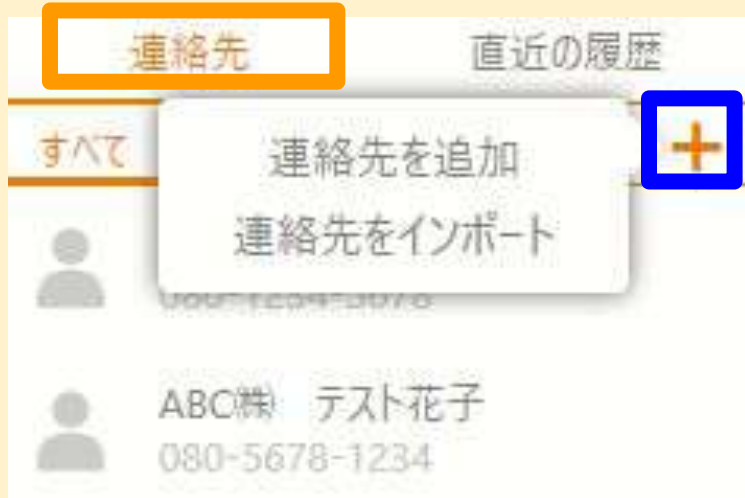 連絡先
直近の履歴
すべて
連絡先を追加
連絡先をインポート
ABC㈱ テスト花子
080-5678-1234